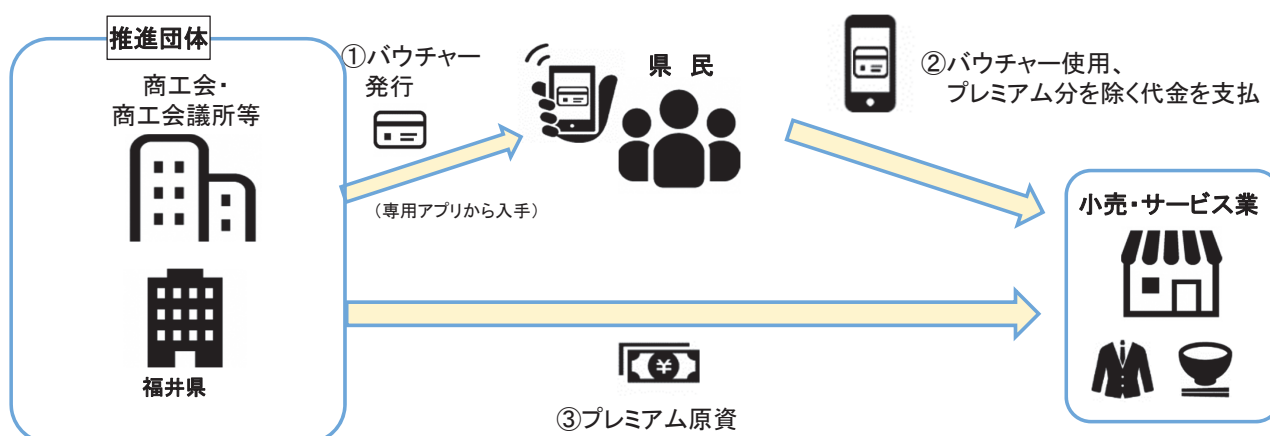 推進団体
商工会・
商工会議所等
福井県
①バウチャー
発行
（専用アプリから入手）
県 民
②バウチャー使用、
プレミアム分を除く代金を支払
小売・サービス業
¥
③プレミアム原資